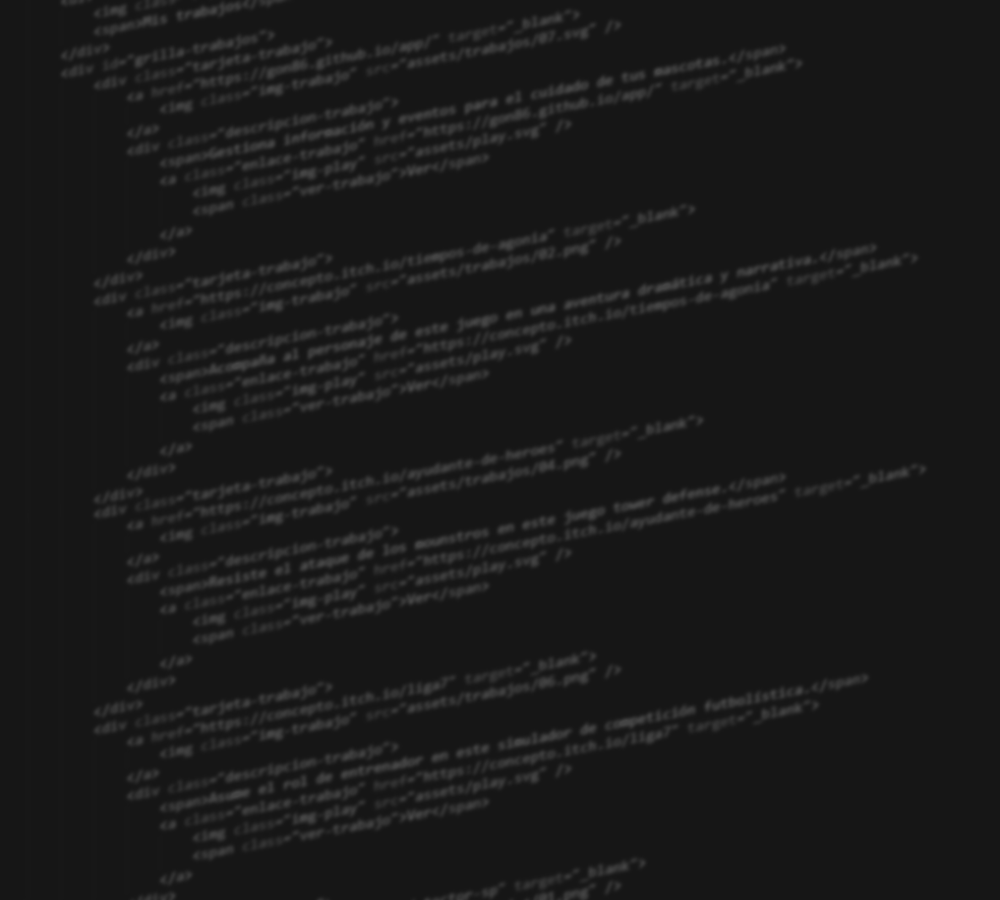 <img class
<span>Mis trabajos</span
</div>
<div id="grilla-trabajos">
<div class="tarjeta-trabajo">
<a href="https://gund6.github.io/app/" target="_blank">
<img class="img-trabajo" src="assets/trabajos/07.svg" />
</a>
<div class="descripcion-trabajo">
<span>Gestiona información y eventos para el cuidado de tus mascotas.</span>
<a class="enlace-trabajo" href="https://gund6.github.io/app/" target="_blank">
<img class="img-play" src="assets/play.svg" />
<span class="ver-trabajo">Ver</span>
</a>
</div>
</div>
<div class="tarjeta-trabajo">
<a href="https://concepto.itch.io/tiempos-de-agonia" target="_blank">
<img class="img-trabajo" src="assets/trabajos/02.png" />
</a>
<div class="descripcion-trabajo">
<span>Acompaña al personaje de este juego en una aventura dramática y narrativa.</span>
<a class="enlace-trabajo" href="https://concepto.itch.io/tiempos-de-agonia" target="_blank">
<img class="img-play" src="assets/play.svg" />
<span class="ver-trabajo">Ver</span>
</a>
</div>
</div>
<div class="tarjeta-trabajo">
<a href="https://concepto.itch.io/ayudante-de-heroes" target="_blank">
<img class="img-trabajo" src="assets/trabajos/04.png" />
</a>
<div class="descripcion-trabajo">
<span>Resiste el ataque de los mounstros en este juego tower defense.</span>
<a class="enlace-trabajo" href="https://concepto.itch.io/ayudante-de-heroes" target="_blank">
<img class="img-play" src="assets/play.svg" />
<span class="ver-trabajo">Ver</span>
</a>
</div>
</div>
<div class="tarjeta-trabajo">
<a href="https://concepto.itch.io/liga7" target="_blank">
<img class="img-trabajo" src="assets/trabajos/06.png" />
</a>
<div class="descripcion-trabajo">
<span>Asume el rol de entrenador en este simulador de competición futbolística.</span>
<a class="enlace-trabajo" href="https://concepto.itch.io/liga7" target="_blank">
<img class="img-play" src="assets/play.svg" />
<span class="ver-trabajo">Ver</span>
</a>
</div>
target="_blank">
.png" />